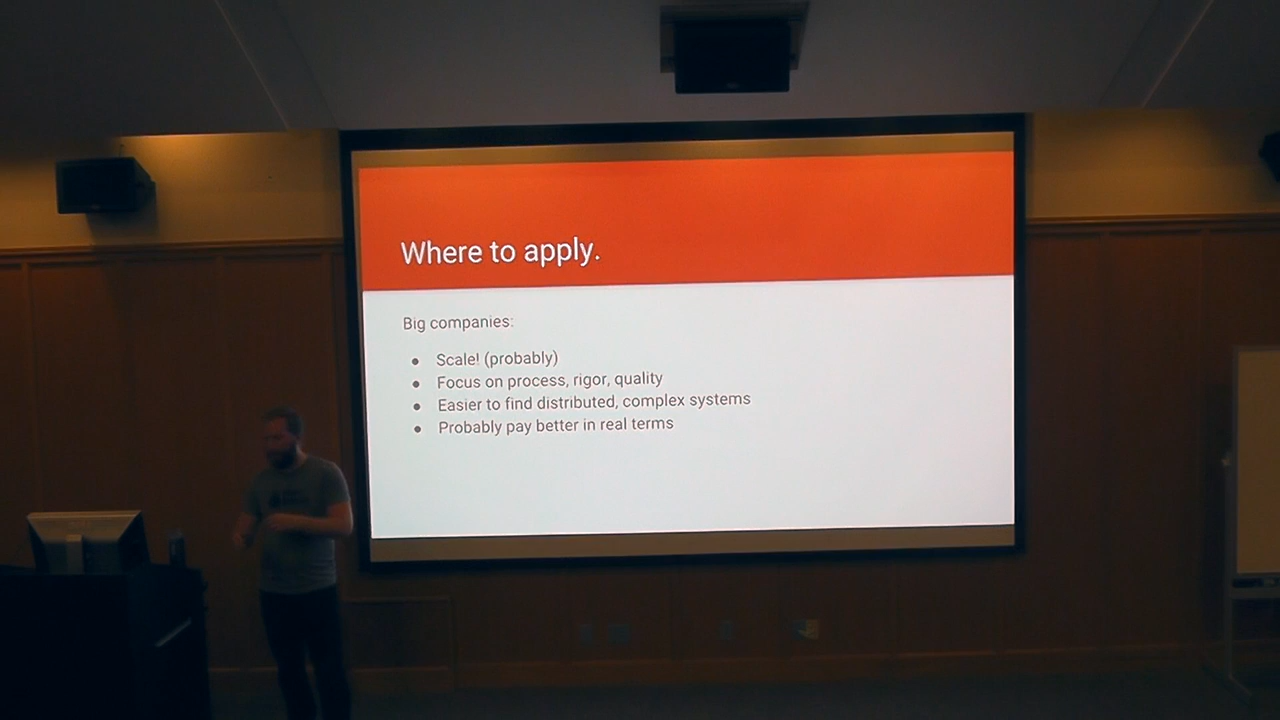 Where to apply.
Big companies:
● Scale! (probably)
● Focus on process, rigor, quality
● Easier to find distributed, complex systems
● Probably pay better in real terms